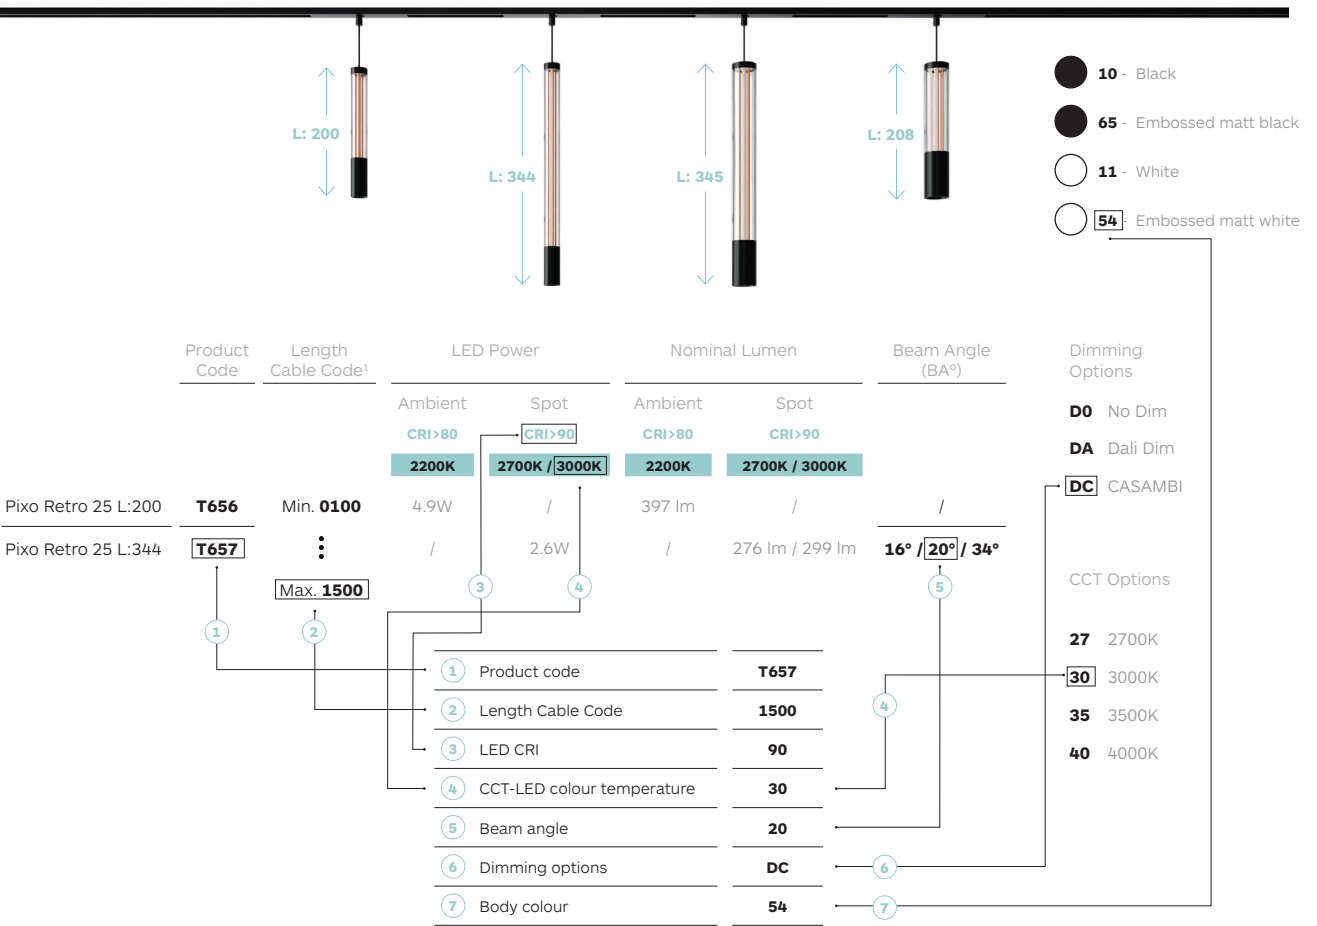 L: 200
L: 344
L: 345
L: 208
10 - Black
65 - Embossed matt black
11 - White
54 - Embossed matt white
Product Code
Length Cable Code¹
LED Power
Nominal Lumen
Beam Angle (BAº)
Dimming Options
Ambient Spot Ambient Spot
CRI>80 CRI>90 CRI>80 CRI>90
2200K 2700K / 3000K 2200K 2700K / 3000K
D0 No Dim
DA Dali Dim
DC CASAMBI
Pixo Retro 25 L:200 T656 Min. 0100 4.9W / 397 lm / /
Pixo Retro 25 L:344 T657 / 2.6W / 276 lm / 299 lm 16° / 20° / 34°
Max. 1500
CCT Options
27 2700K
30 3000K
35 3500K
40 4000K
3
4
5
1
2
1 Product code T657
2 Length Cable Code 1500
4
3 LED CRI 90
4 CCT-LED colour temperature 30
5 Beam angle 20
6 Dimming options DC
6
7 Body colour 54
7